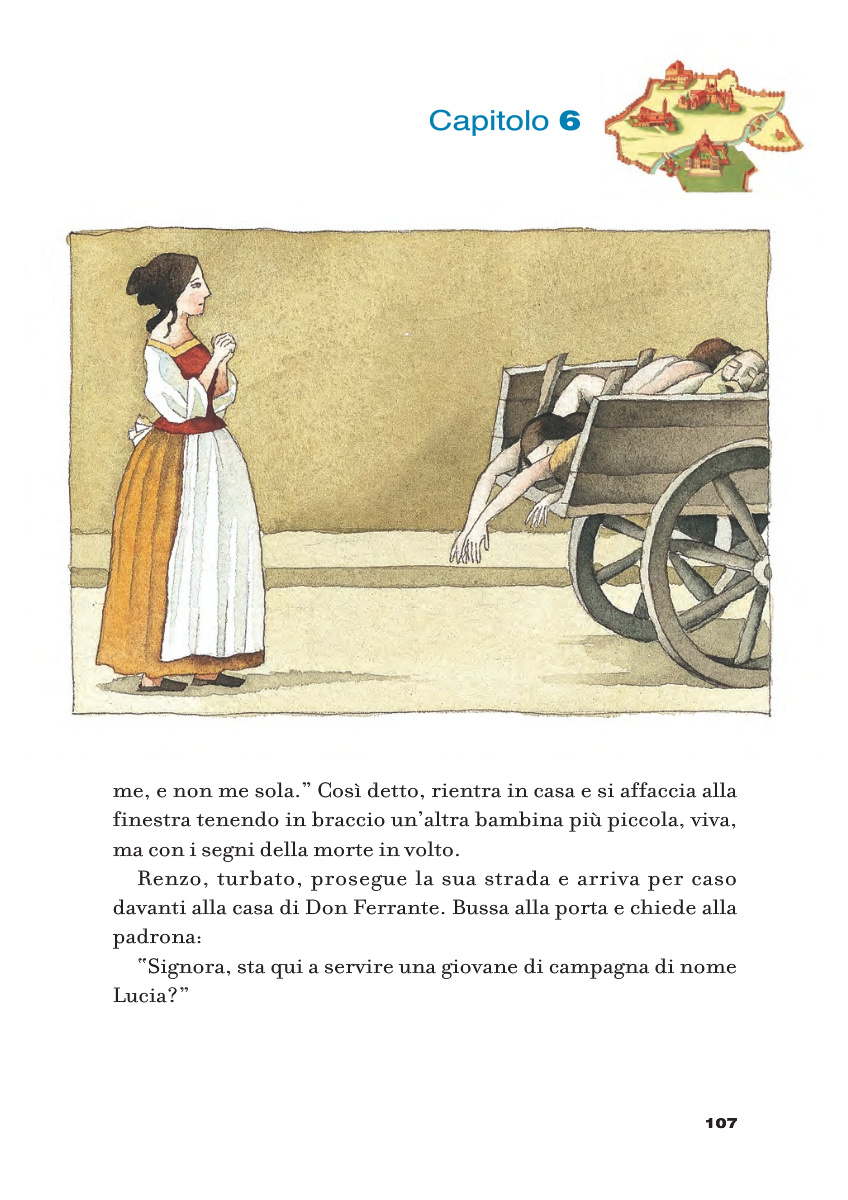 Capitolo 6
me, e non me sola.” Così detto, rientra in casa e si affaccia alla
finestra tenendo in braccio un’altra bambina più piccola, viva,
ma con i segni della morte in volto.
Renzo, turbato, prosegue la sua strada e arriva per caso
davanti alla casa di Don Ferrante. Bussa alla porta e chiede alla
padrona:
“Signora, sta qui a servire una giovane di campagna di nome
Lucia?”
107